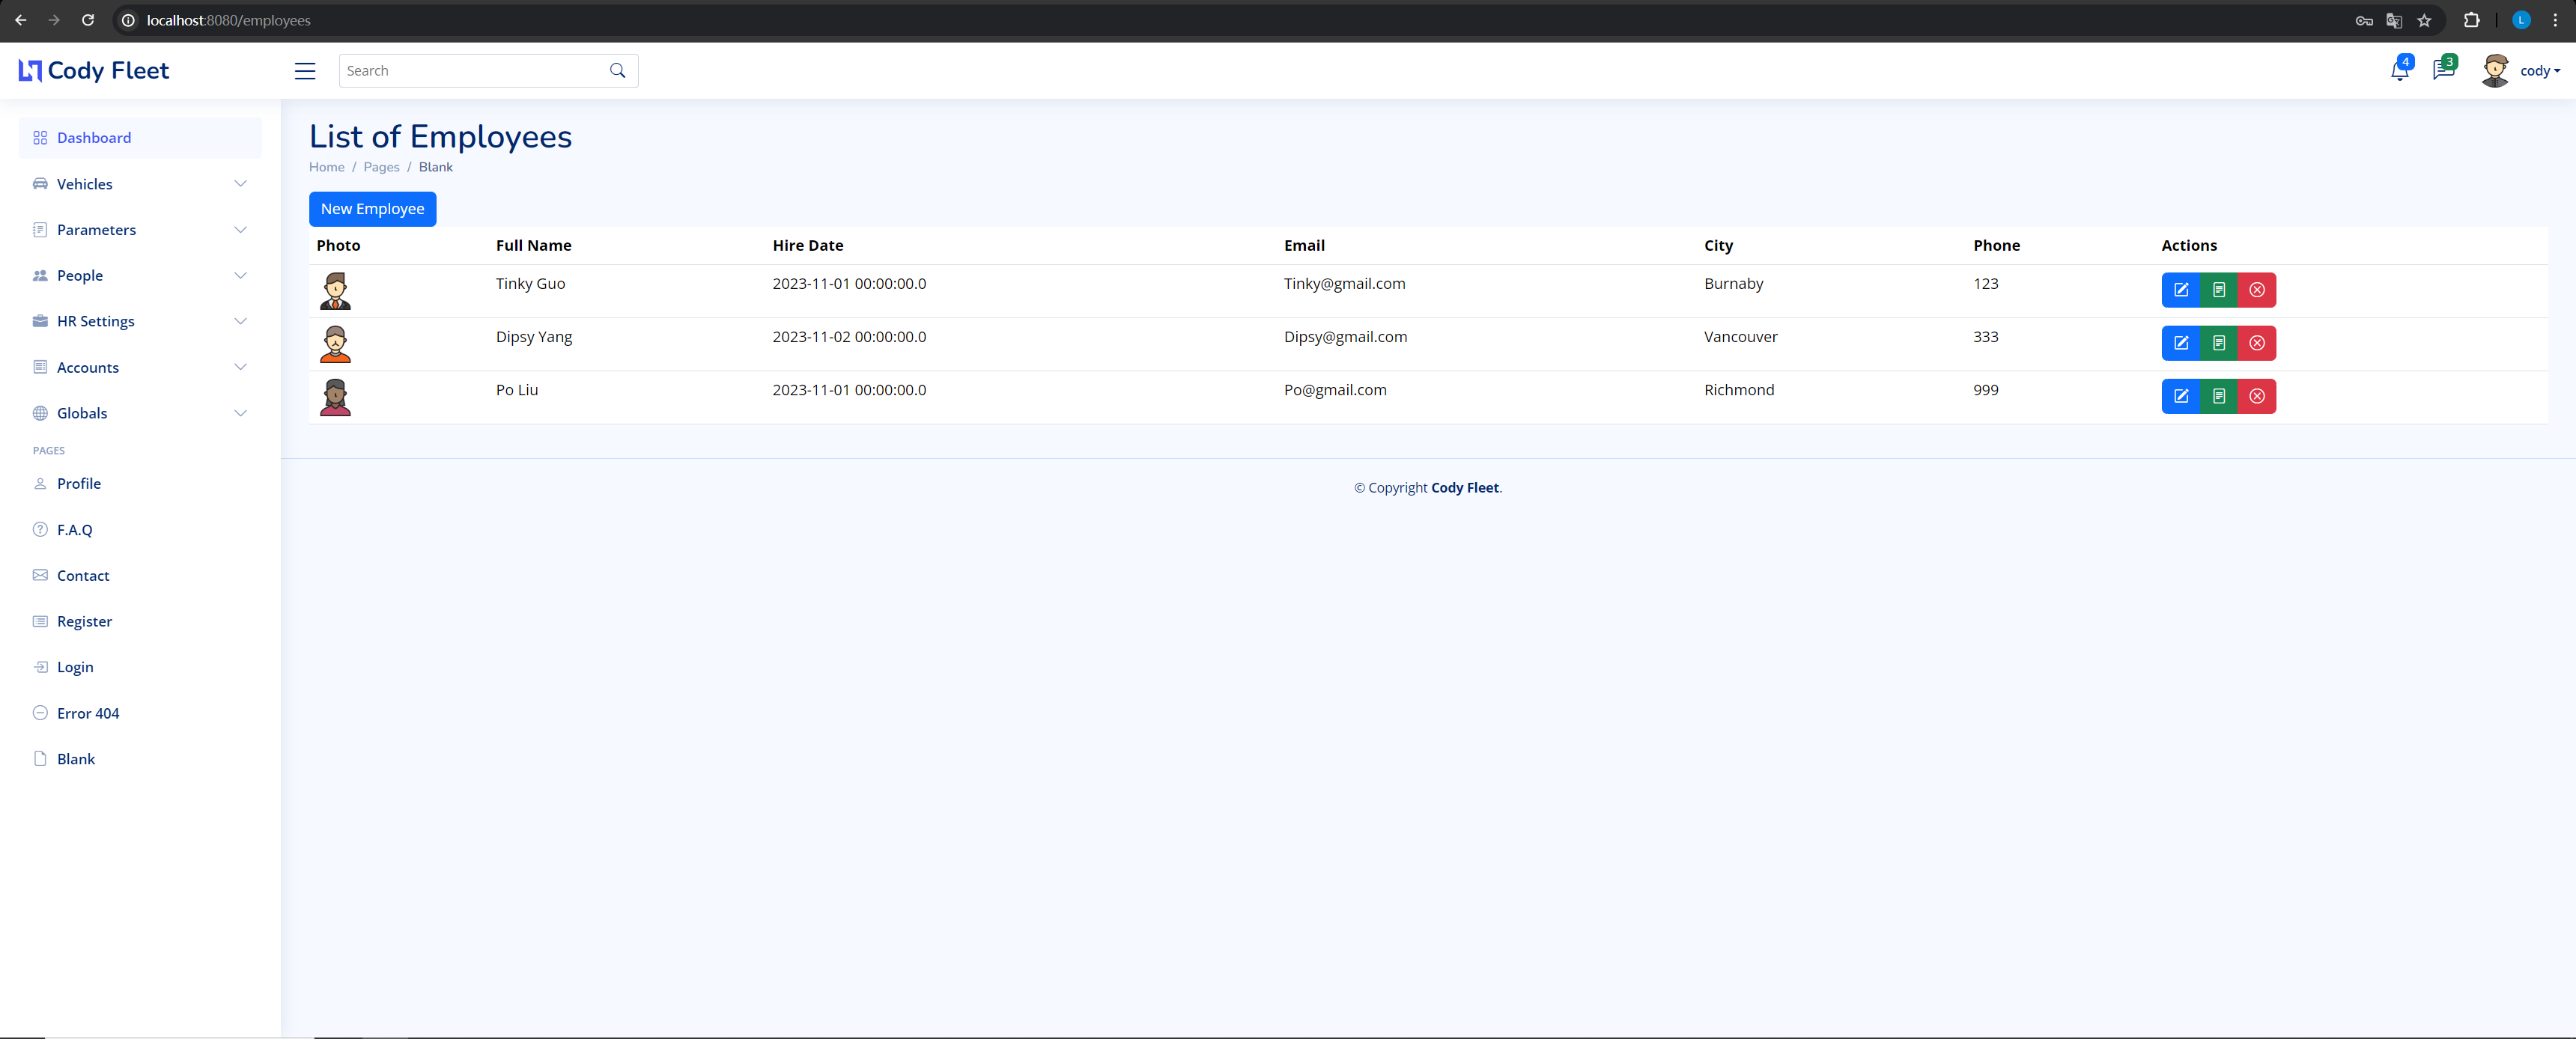 localhost:8080/employees
L
Cody Fleet
Search
4
3
cody
Dashboard
Vehicles
Parameters
People
HR Settings
Accounts
Globals
PAGES
Profile
F.A.Q
Contact
Register
Login
Error 404
Blank
List of Employees
Home / Pages / Blank
New Employee
Photo Full Name Hire Date Email City Phone Actions
Tinky Guo 2023-11-01 00:00:00.0 Tinky@gmail.com Burnaby 123
Dipsy Yang 2023-11-02 00:00:00.0 Dipsy@gmail.com Vancouver 333
Po Liu 2023-11-01 00:00:00.0 Po@gmail.com Richmond 999
© Copyright Cody Fleet.